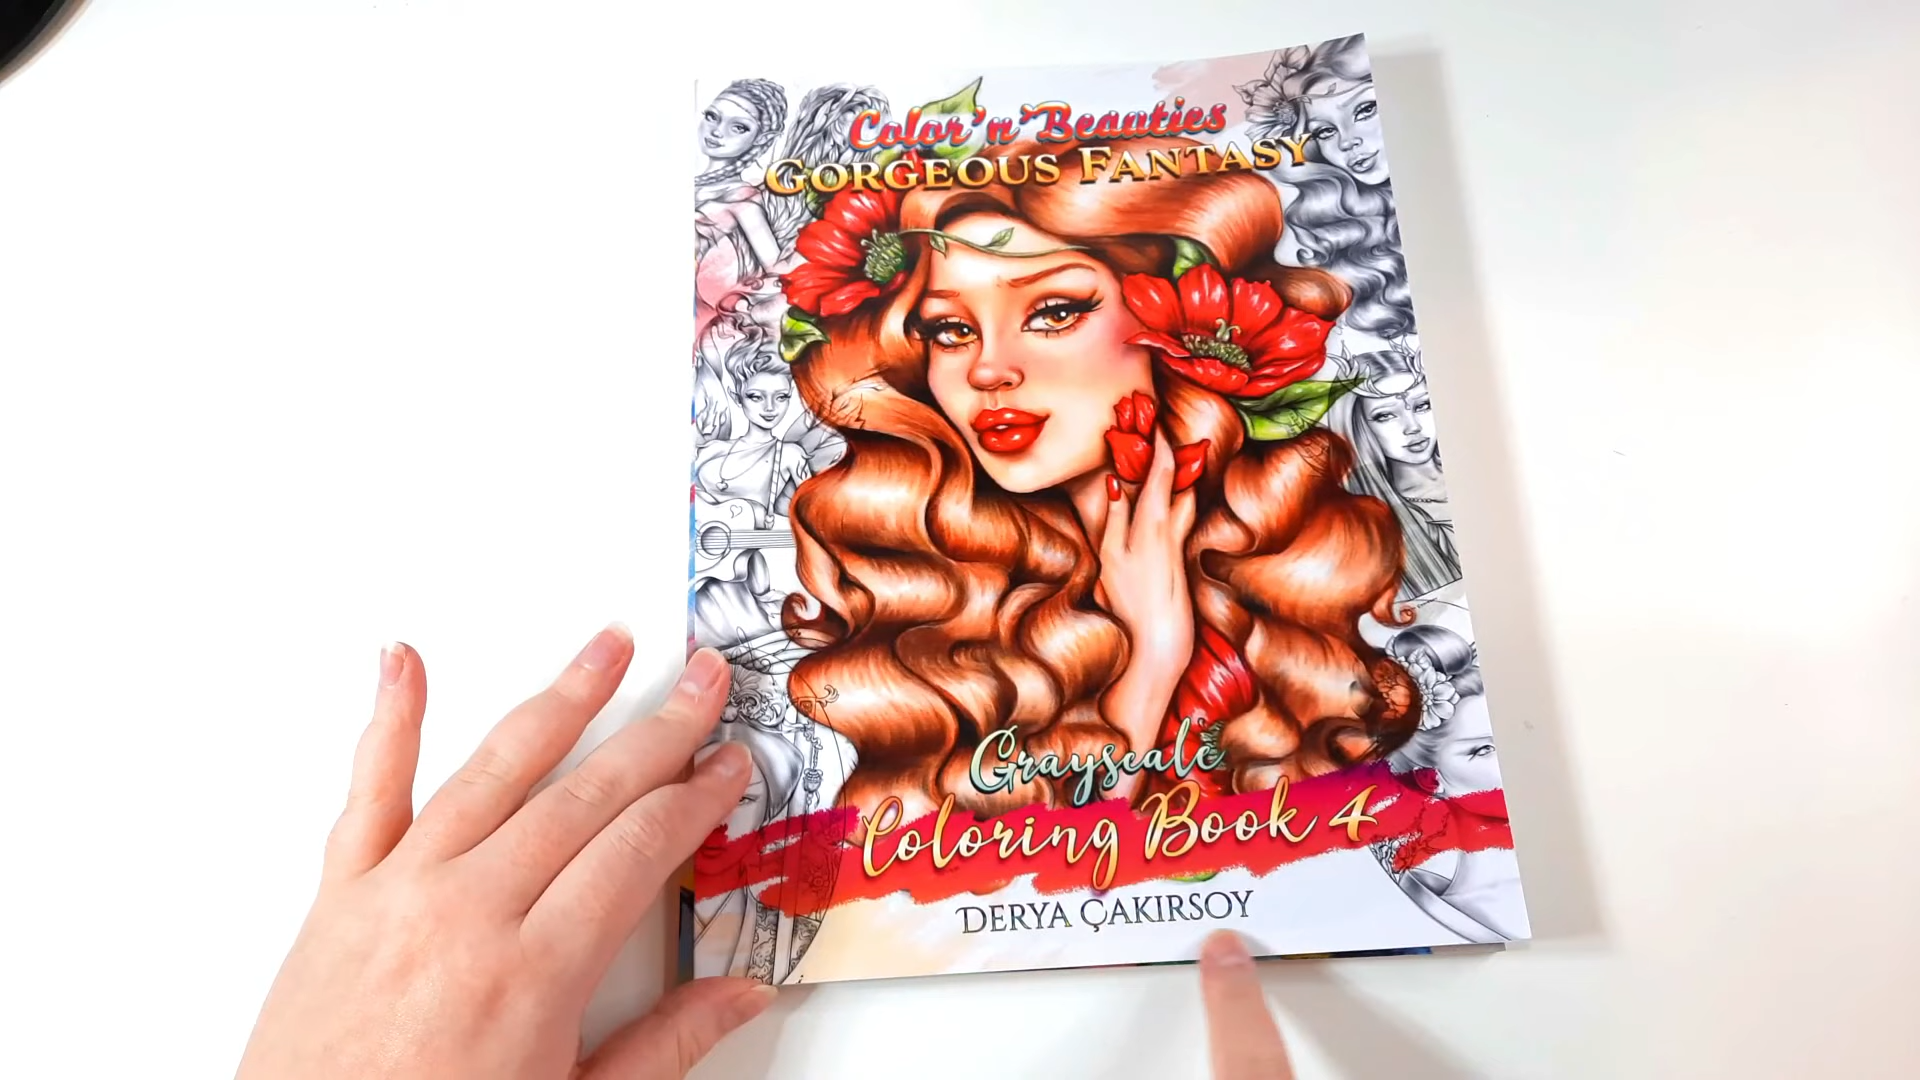 Color'n'Beauties
GORGEOUS FANTASY
Grayscale
Coloring Book 4
DERYA ÇAKIRSOY